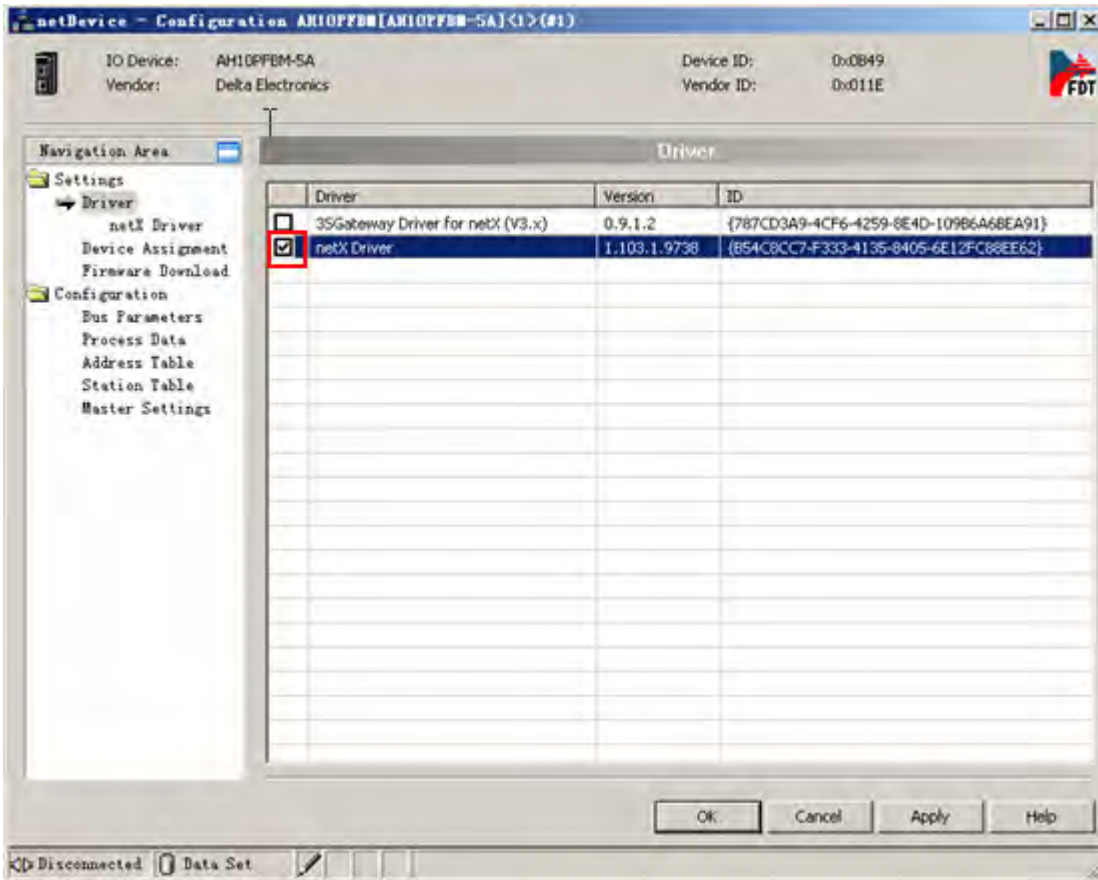 netDevice - Configuration AH10PFBM[AH10PFBM-5A]<1>(#1)
IO Device: AH10PFBM-5A Device ID: 0x0B49
Vendor: Delta Electronics Vendor ID: 0x011E
FDT
Navigation Area
Driver
Settings
Driver
netX Driver
Device Assignment
Firmware Download
Configuration
Bus Parameters
Process Data
Address Table
Station Table
Master Settings
Driver Version ID
3SGateway Driver for netX (V3.x) 0.9.1.2 {787CD3A9-4CF6-4259-8E4D-109B6A6BEA91}
netX Driver 1.103.1.9738 {B54C8CC7-F333-4135-8405-6E12FC88EE62}
OK Cancel Apply Help
Disconnected Data Set